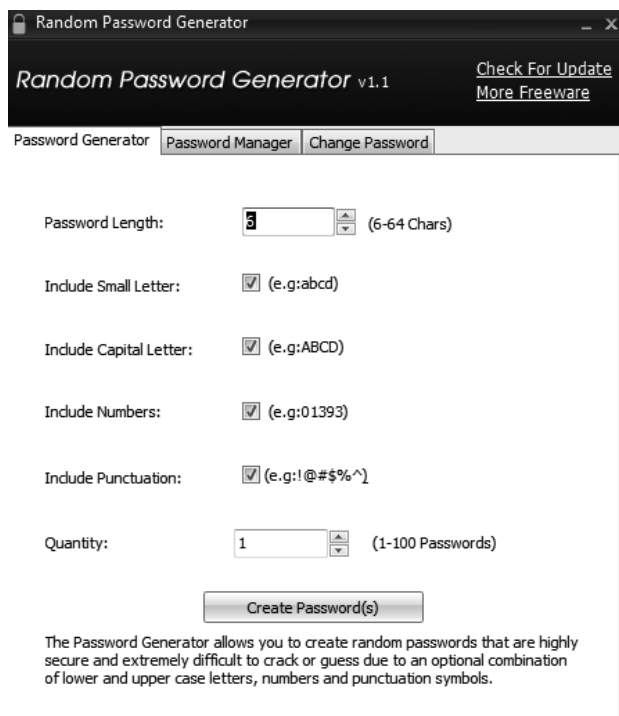 Random Password Generator
Random Password Generator v1.1
Check For Update
More Freeware
Password Generator Password Manager Change Password
Password Length: (6-64 Chars)
Include Small Letter: (e.g:abcd)
Include Capital Letter: (e.g:ABCD)
Include Numbers: (e.g:01393)
Include Punctuation: (e.g:!@#$%^)
Quantity: 1 (1-100 Passwords)
Create Password(s)
The Password Generator allows you to create random passwords that are highly
secure and extremely difficult to crack or guess due to an optional combination
of lower and upper case letters, numbers and punctuation symbols.